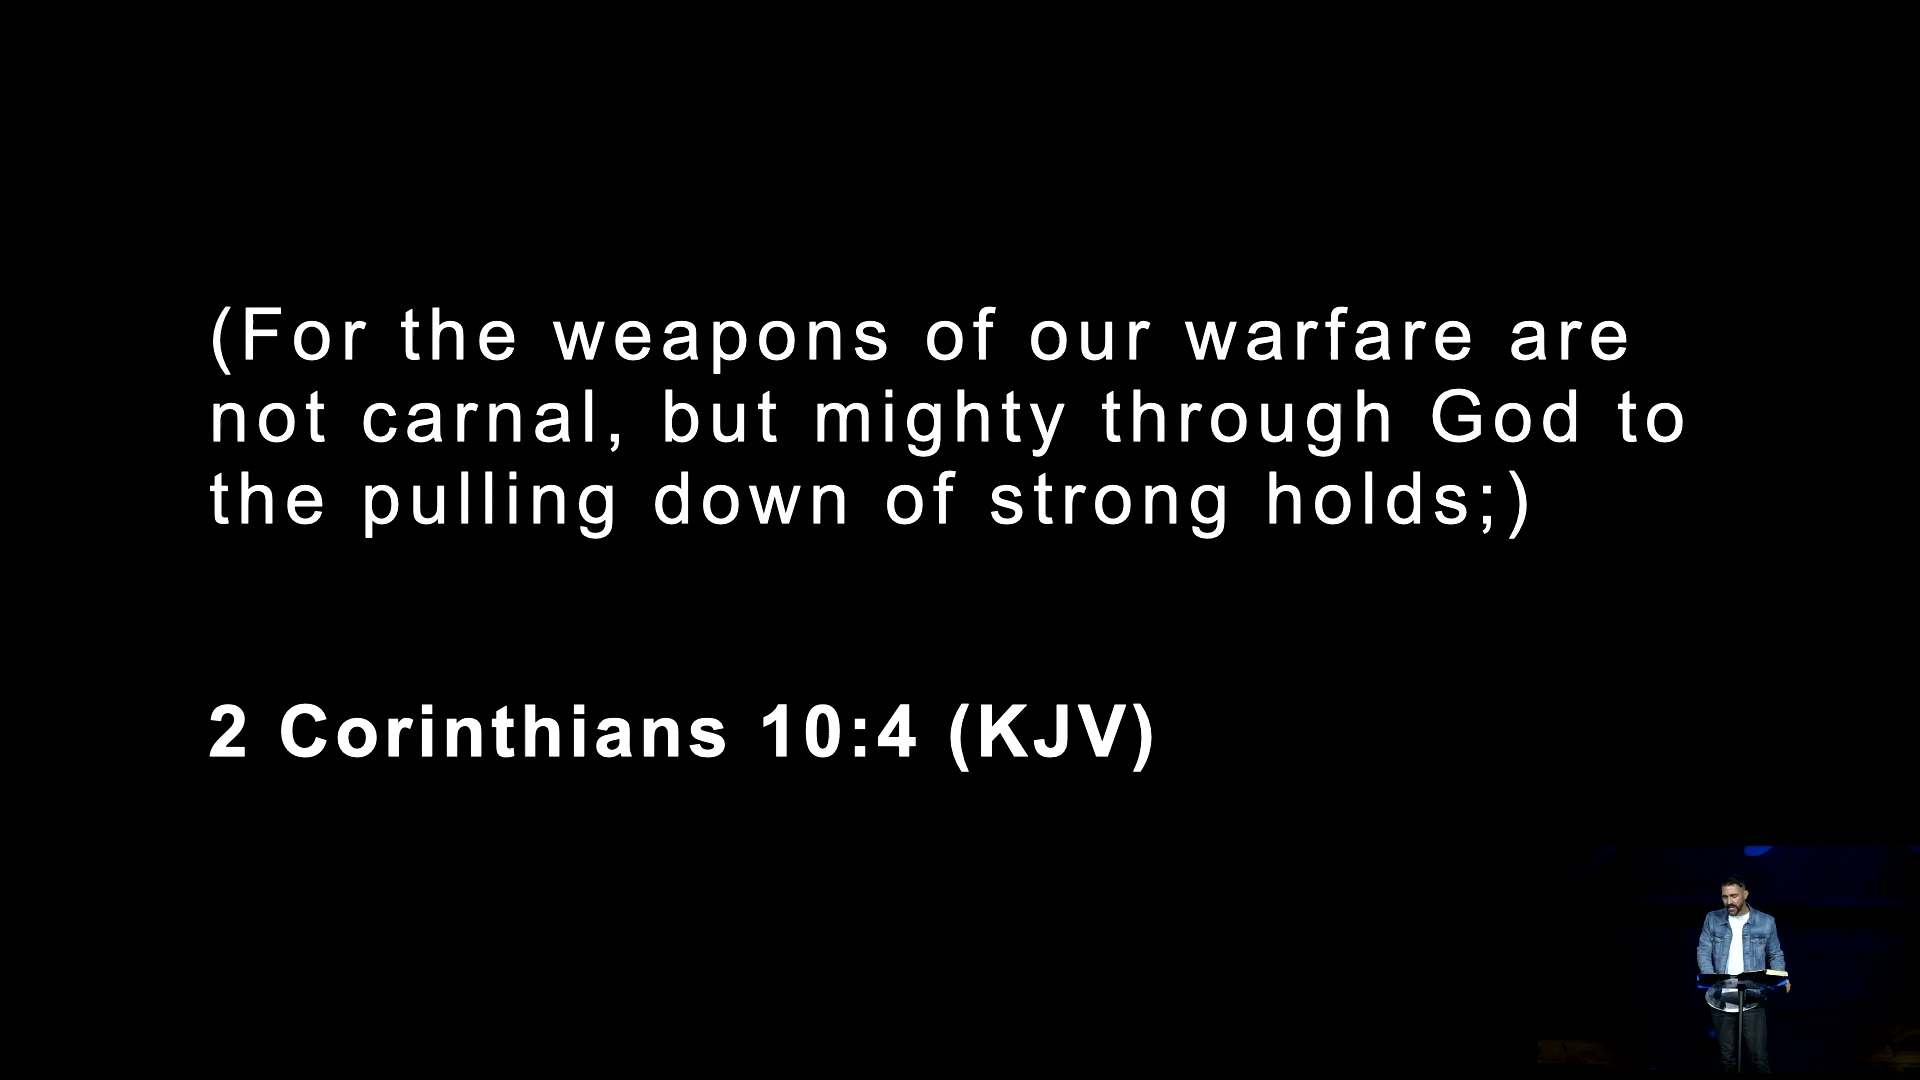 (For the weapons of our warfare are
not carnal, but mighty through God to
the pulling down of strong holds;)
2 Corinthians 10:4 (KJV)